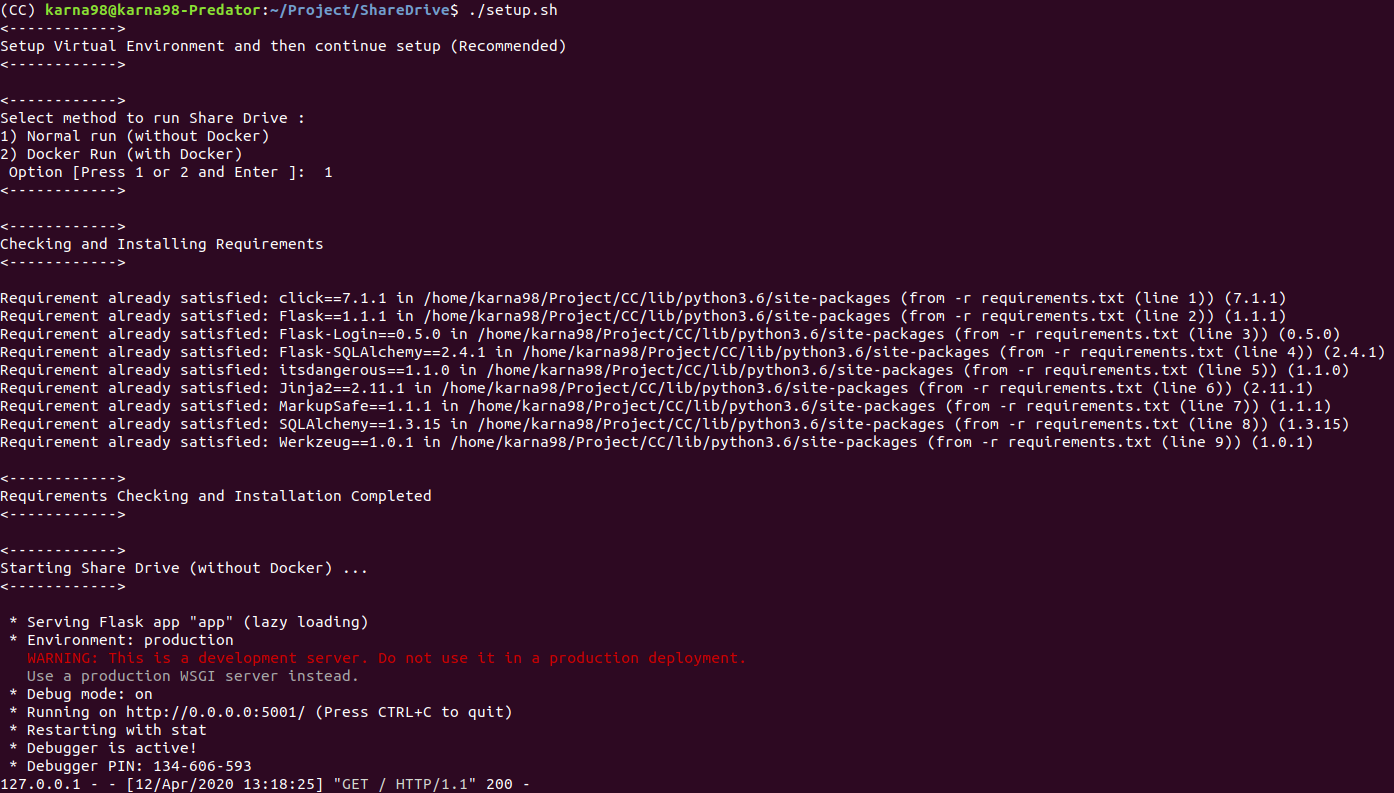 (CC) karna98@karna98-Predator:~/Project/ShareDrive$ ./setup.sh
<------------>
Setup Virtual Environment and then continue setup (Recommended)
<------------>
<------------>
Select method to run Share Drive :
1) Normal run (without Docker)
2) Docker Run (with Docker)
Option [Press 1 or 2 and Enter ]:  1
<------------>
<------------>
Checking and Installing Requirements
<------------>
Requirement already satisfied: click==7.1.1 in /home/karna98/Project/CC/lib/python3.6/site-packages (from -r requirements.txt (line 1)) (7.1.1)
Requirement already satisfied: Flask==1.1.1 in /home/karna98/Project/CC/lib/python3.6/site-packages (from -r requirements.txt (line 2)) (1.1.1)
Requirement already satisfied: Flask-Login==0.5.0 in /home/karna98/Project/CC/lib/python3.6/site-packages (from -r requirements.txt (line 3)) (0.5.0)
Requirement already satisfied: Flask-SQLAlchemy==2.4.1 in /home/karna98/Project/CC/lib/python3.6/site-packages (from -r requirements.txt (line 4)) (2.4.1)
Requirement already satisfied: itsdangerous==1.1.0 in /home/karna98/Project/CC/lib/python3.6/site-packages (from -r requirements.txt (line 5)) (1.1.0)
Requirement already satisfied: Jinja2==2.11.1 in /home/karna98/Project/CC/lib/python3.6/site-packages (from -r requirements.txt (line 6)) (2.11.1)
Requirement already satisfied: MarkupSafe==1.1.1 in /home/karna98/Project/CC/lib/python3.6/site-packages (from -r requirements.txt (line 7)) (1.1.1)
Requirement already satisfied: SQLAlchemy==1.3.15 in /home/karna98/Project/CC/lib/python3.6/site-packages (from -r requirements.txt (line 8)) (1.3.15)
Requirement already satisfied: Werkzeug==1.0.1 in /home/karna98/Project/CC/lib/python3.6/site-packages (from -r requirements.txt (line 9)) (1.0.1)
<------------>
Requirements Checking and Installation Completed
<------------>
<------------>
Starting Share Drive (without Docker) ...
<------------>
* Serving Flask app "app" (lazy loading)
* Environment: production
WARNING: This is a development server. Do not use it in a production deployment.
Use a production WSGI server instead.
* Debug mode: on
* Running on http://0.0.0.0:5001/ (Press CTRL+C to quit)
* Restarting with stat
* Debugger is active!
* Debugger PIN: 134-606-593
127.0.0.1 - - [12/Apr/2020 13:18:25] "GET / HTTP/1.1" 200 -